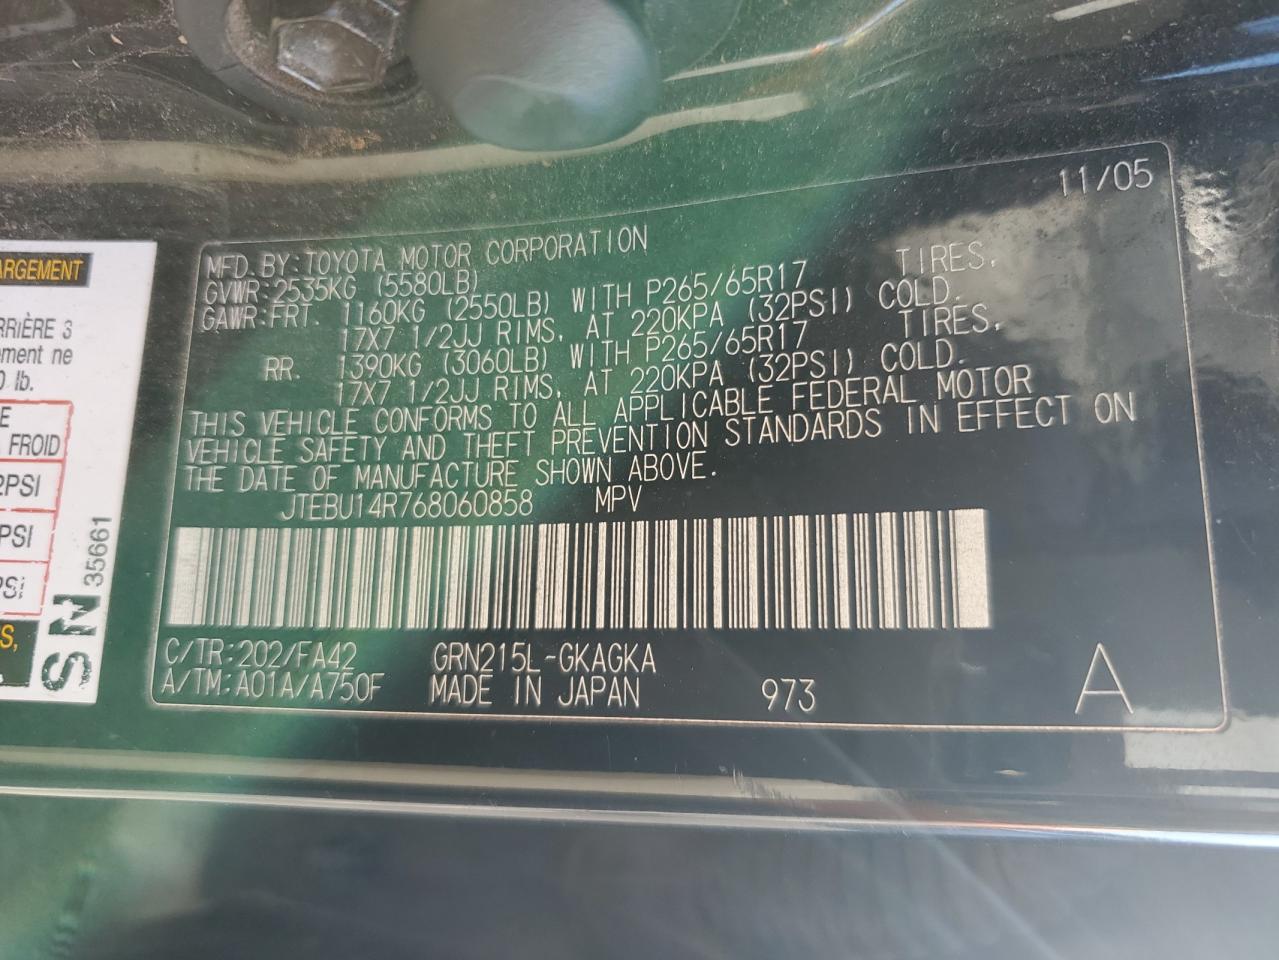 11/05
MFD. BY: TOYOTA MOTOR CORPORATION
GVWR: 2535KG (5580LB)
GAWR: FRT. 1160KG (2550LB) WITH P265/65R17 TIRES,
17X7 1/2JJ RIMS, AT 220KPA (32PSI) COLD.
RR. 1390KG (3060LB) WITH P265/65R17 TIRES,
17X7 1/2JJ RIMS, AT 220KPA (32PSI) COLD.
THIS VEHICLE CONFORMS TO ALL APPLICABLE FEDERAL MOTOR
VEHICLE SAFETY AND THEFT PREVENTION STANDARDS IN EFFECT ON
THE DATE OF MANUFACTURE SHOWN ABOVE.
JTEBU14R768060858 MPV
C/TR: 202/FA42 GRN215L-GKAGKA
A/TM: A01A/A750F MADE IN JAPAN 973 A
ARGEMENT
RRIÈRE 3
ement ne
lb.
E
FROID
PSI
PSI
PSI
S,
SN
35661